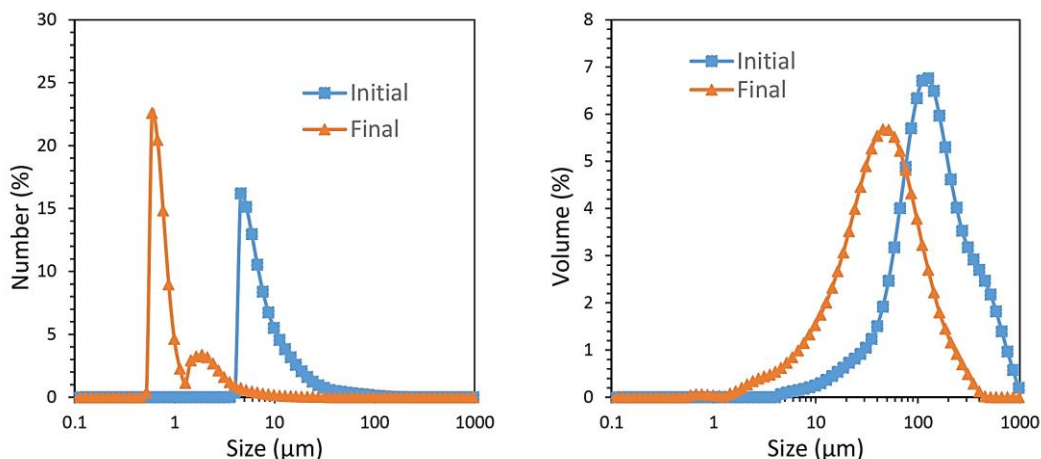 30
25
20
15
10
5
0
Number (%)
0.1 1 10 100 1000
Size (μm)
Initial
Final
8
7
6
5
4
3
2
1
0
Volume (%)
0.1 1 10 100 1000
Size (μm)
Initial
Final